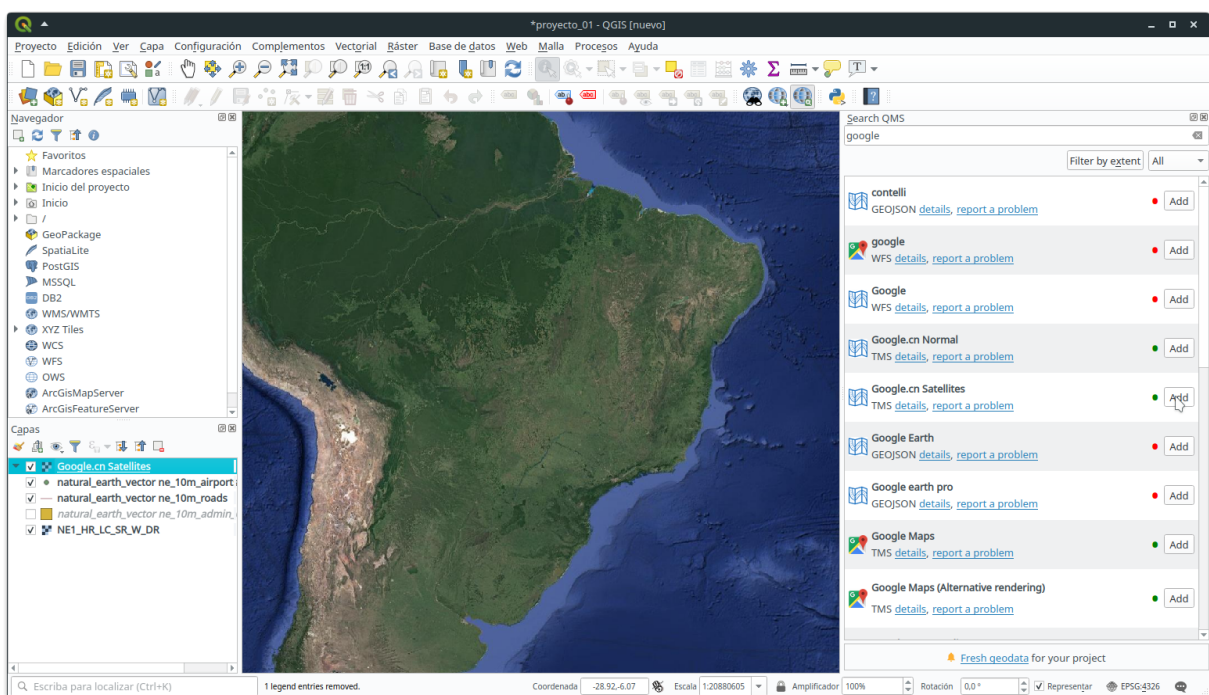 *proyecto_01 - QGIS [nuevo]
Proyecto Edición Ver Capa Configuración Complementos Vectorial Ráster Base de datos Web Malla Procesos Ayuda
Navegador
Favoritos
Marcadores espaciales
Inicio del proyecto
Inicio
/
GeoPackage
SpatiaLite
PostGIS
MSSQL
DB2
WMS/WMTS
XYZ Tiles
WCS
WFS
OWS
ArcGisMapServer
ArcGisFeatureServer
Capas
Google.cn Satellites
natural_earth_vector ne_10m_airport
natural_earth_vector ne_10m_roads
natural_earth_vector ne_10m_admin_
NE1_HR_LC_SR_W_DR
Search QMS
google
Filter by extent All
contelli
GEOJSON details, report a problem Add
google
WFS details, report a problem Add
Google
WFS details, report a problem Add
Google.cn Normal
TMS details, report a problem Add
Google.cn Satellites
TMS details, report a problem Add
Google Earth
GEOJSON details, report a problem Add
Google earth pro
GEOJSON details, report a problem Add
Google Maps
TMS details, report a problem Add
Google Maps (Alternative rendering)
TMS details, report a problem Add
Fresh geodata for your project
Escriba para localizar (Ctrl+K) 1 legend entries removed. Coordenada -28.92,-6.07 Escala 1:20880605 Amplificador 100% Rotación 0,0 ° Representar EPSG:4326